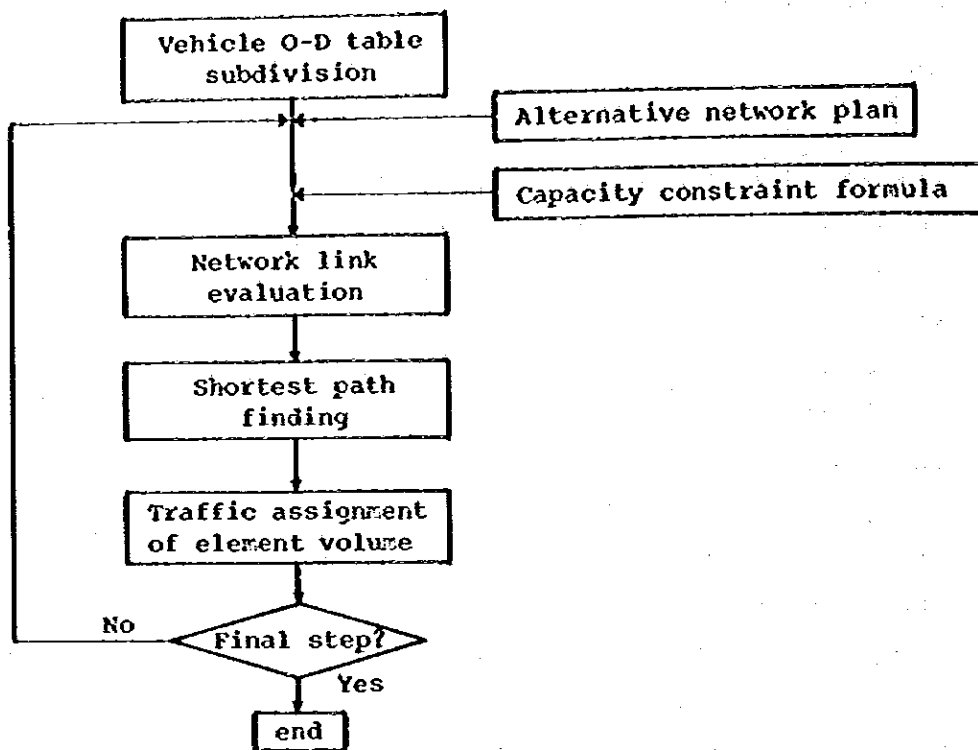 Vehicle O-D table
subdivision
Alternative network plan
Capacity constraint formula
Network link
evaluation
Shortest path
finding
Traffic assignment
of element volume
Final step?
No
Yes
end